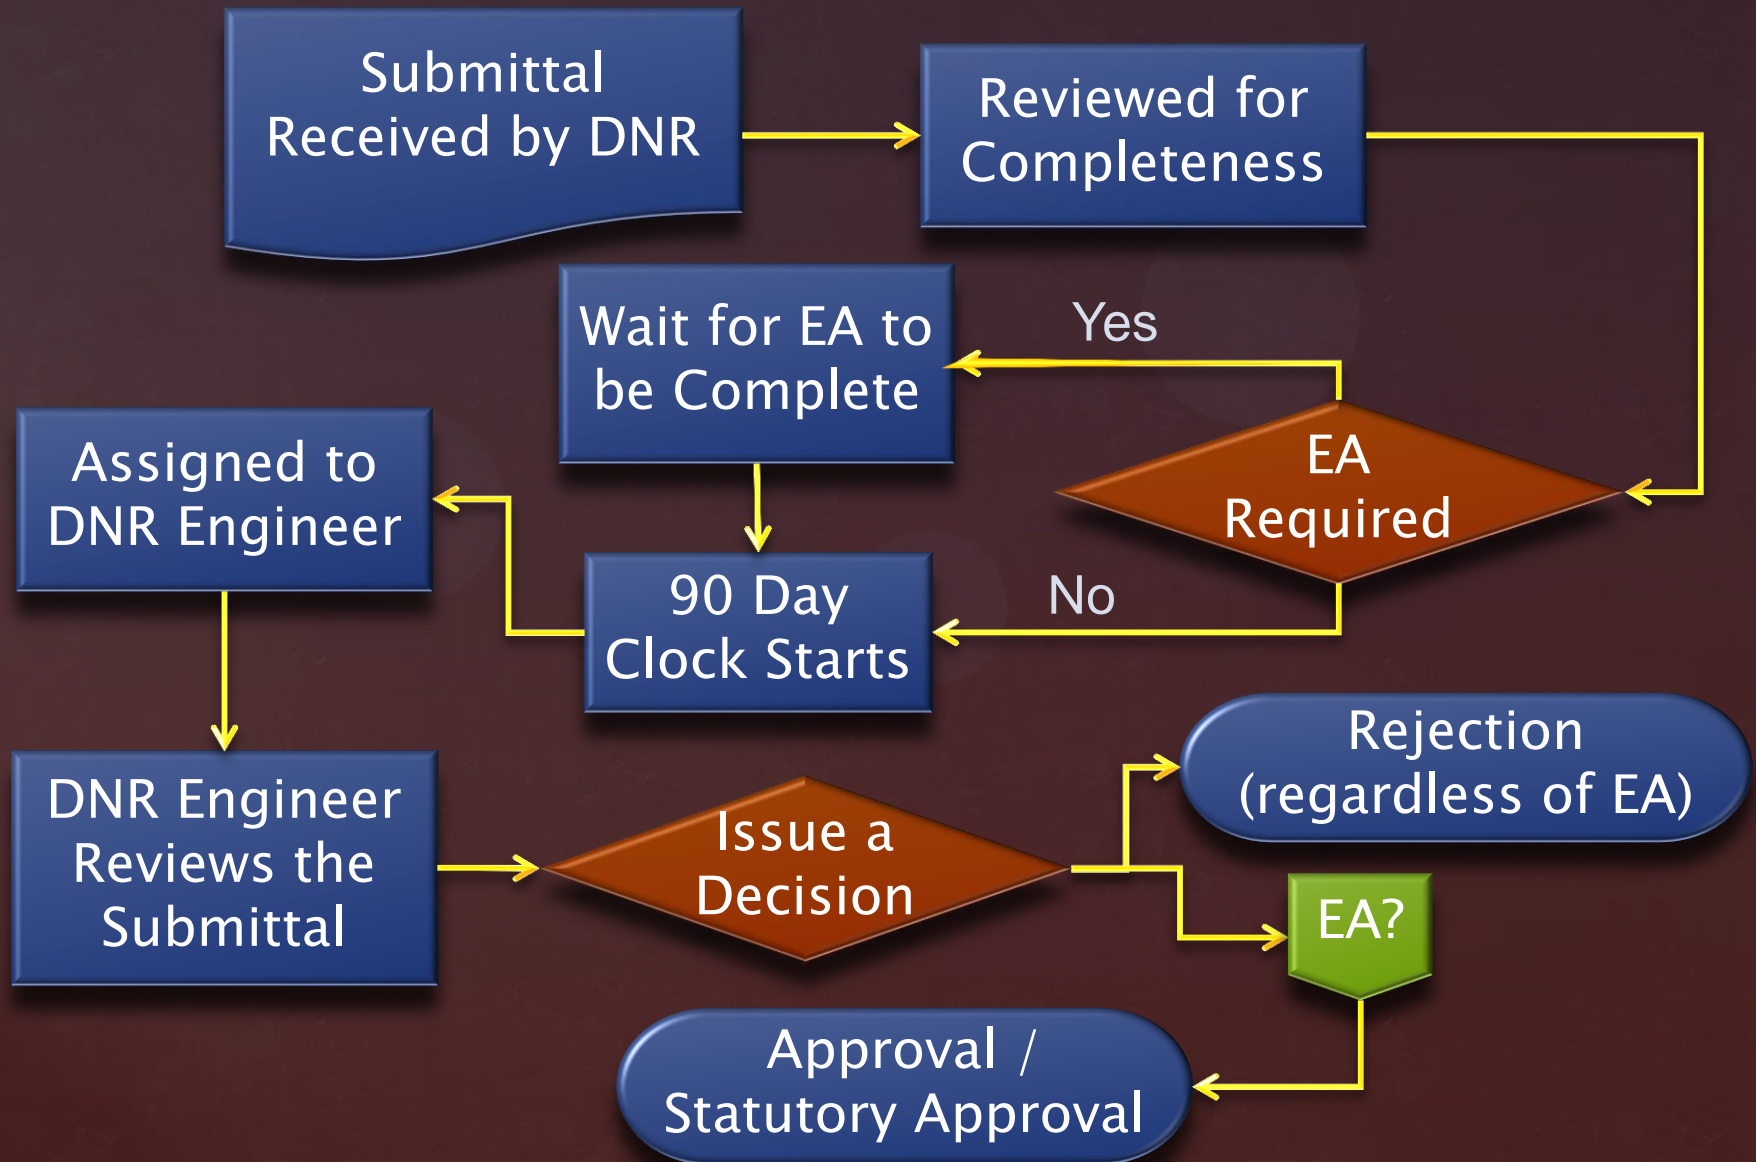 Submittal
Received by DNR
Reviewed for
Completeness
EA
Required
Yes
Wait for EA to
be Complete
No
90 Day
Clock Starts
Assigned to
DNR Engineer
DNR Engineer
Reviews the
Submittal
Issue a
Decision
Rejection
(regardless of EA)
EA?
Approval /
Statutory Approval